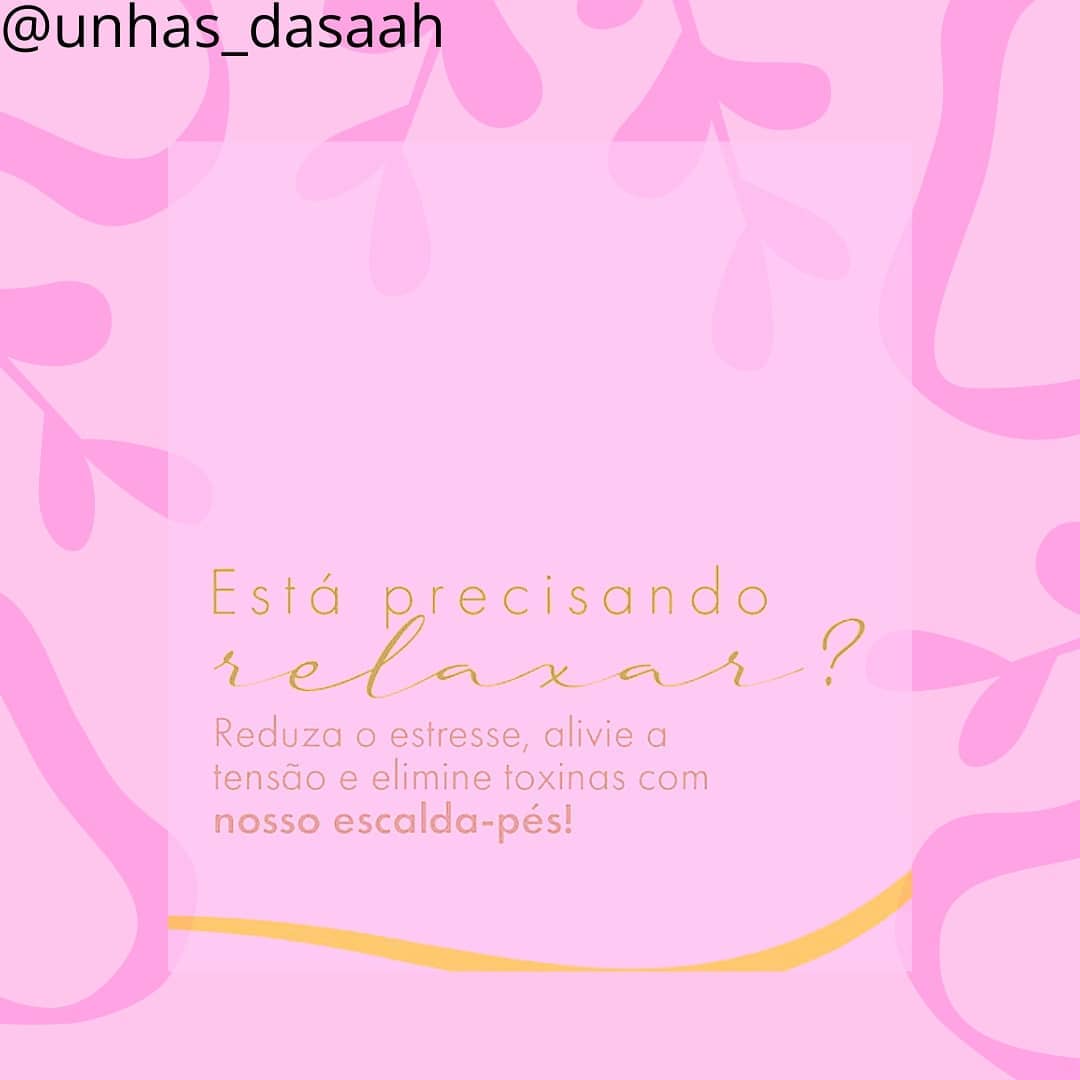 @unhas_dasaah
Está precisando
relaxar?
Reduza o estresse, alivie a
tensão e elimine toxinas com
nosso escalda-pés!